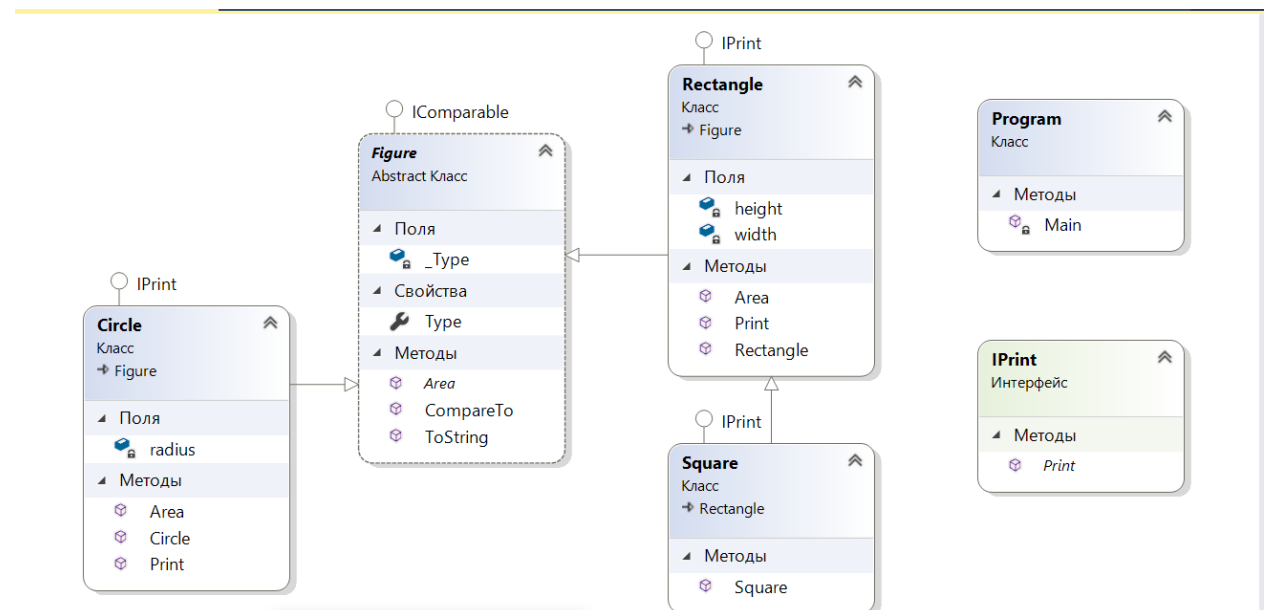 IPrint
Circle
Класс
Figure
Поля
radius
Методы
Area
Circle
Print
IComparable
Figure
Abstract Класс
Поля
_Type
Свойства
Type
Методы
Area
CompareTo
ToString
IPrint
Rectangle
Класс
Figure
Поля
height
width
Методы
Area
Print
Rectangle
IPrint
Square
Класс
Rectangle
Методы
Square
Program
Класс
Методы
Main
IPrint
Интерфейс
Методы
Print